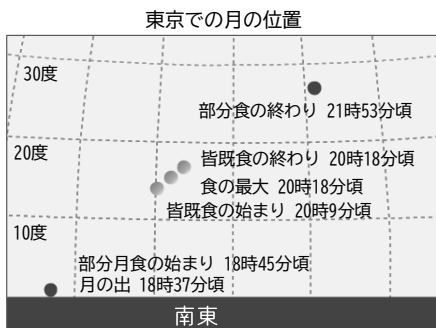 東京での月の位置
30度
部分食の終わり 21時53分頃
20度
皆既食の終わり 20時18分頃
食の最大 20時18分頃
皆既食の始まり 20時9分頃
10度
部分月食の始まり 18時45分頃
月の出 18時37分頃
南東